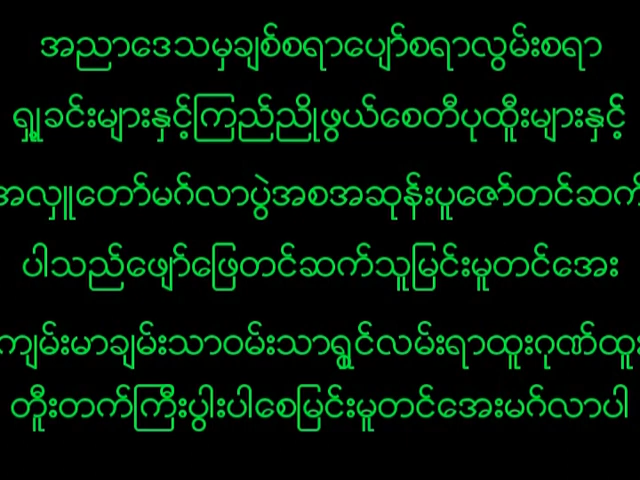 အညာဒေသမှချစ်စရာပျော်စရာလွမ်းစရာ
ရှု့ခင်းများနှင့်ကြည်ညိုဖွယ်စေတီပုထိူးများနှင့်
အလှူတော်မင်္ဂလာပွဲအစအဆုန်းပူဇော်တင်ဆက်
ပါသည်ဖျော်ဖြေတင်ဆက်သူမြင်းမူတင်အေး
ကျမ်းမာချမ်းသာဝမ်းသာရွှင်လမ်းရာထူးဂုဏ်ထူး
တိူးတက်ကြီးပွါးပါစေမြင်းမူတင်အေးမင်္ဂလာပါ